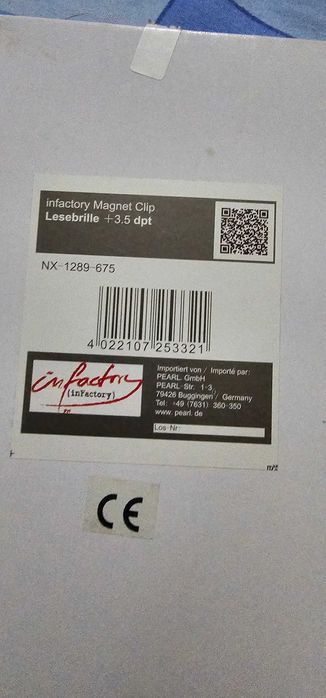 infactory Magnet Clip
Lesebrille +3.5 dpt
NX-1289-675
4 022107 253321
infactory
(inFactory)
Importiert von / Importé par:
PEARL. GmbH
PEARL-Str. 1-3
79426 Buggingen / Germany
Tel: +49 (7631) 360-350
www. pearl. de
Los-Nr:
CE